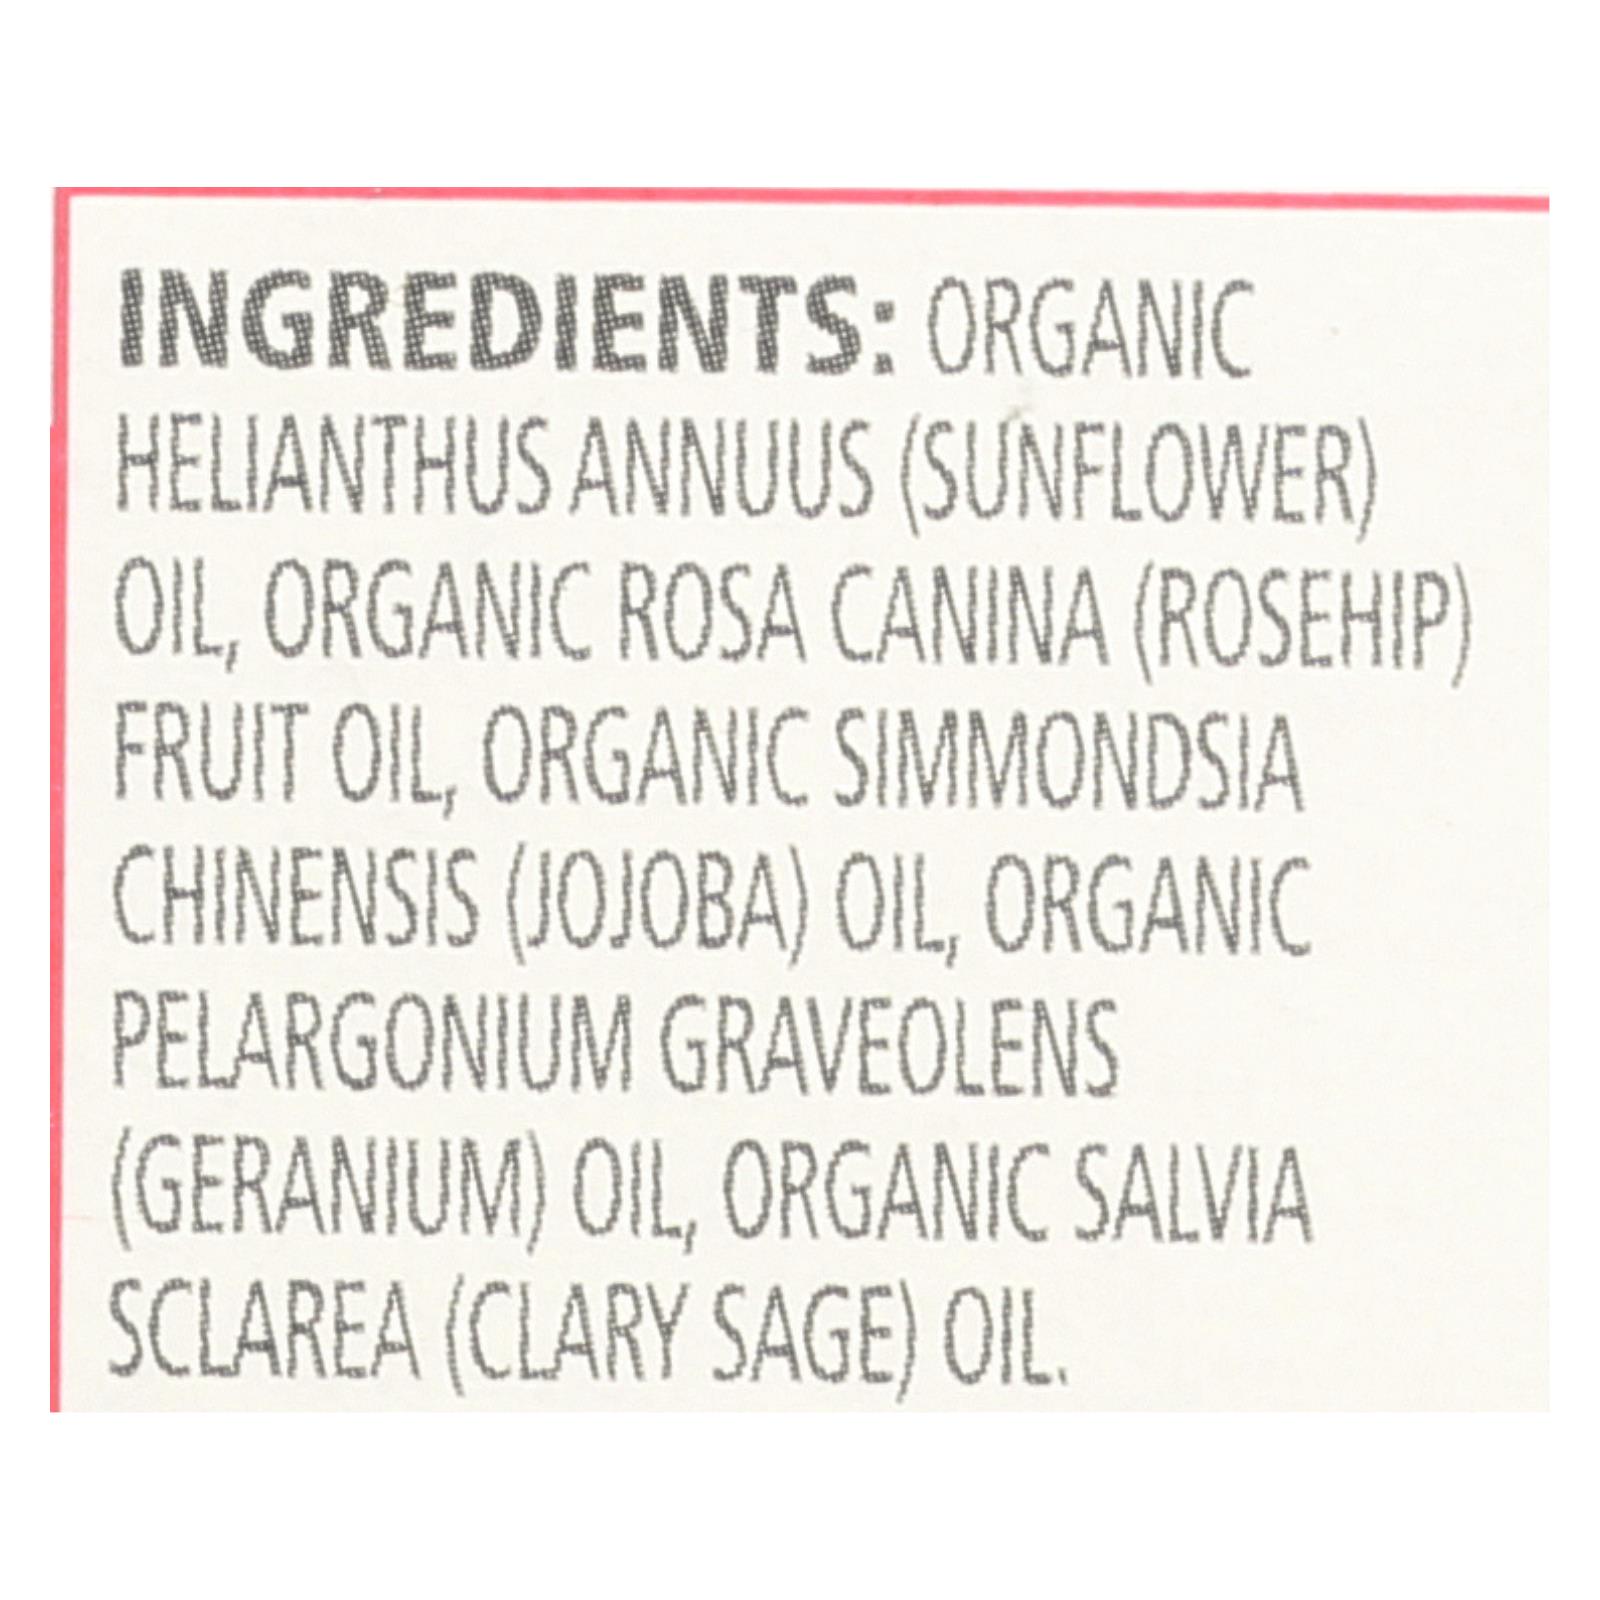 INGREDIENTS: ORGANIC
HELIANTHUS ANNUUS (SUNFLOWER)
OIL, ORGANIC ROSA CANINA (ROSEHIP)
FRUIT OIL, ORGANIC SIMMONDSIA
CHINENSIS (JOJOBA) OIL, ORGANIC
PELARGONIUM GRAVEOLENS
(GERANIUM) OIL, ORGANIC SALVIA
SCLAREA (CLARY SAGE) OIL.